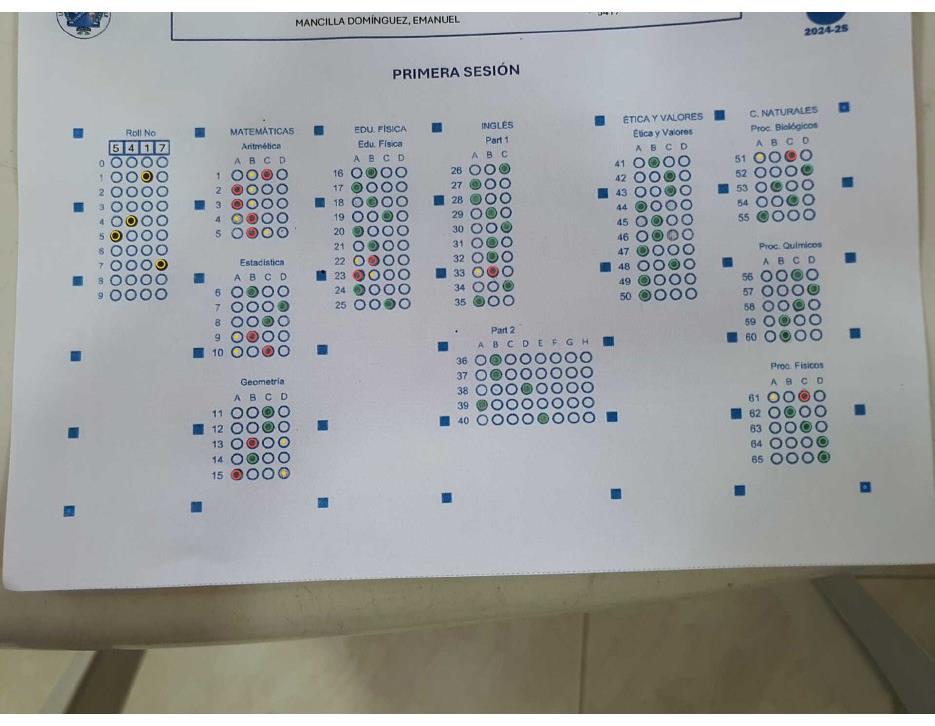 MANCILLA DOMÍNGUEZ, EMANUEL
2024-25
PRIMERA SESIÓN
Roll No
5 4 1 7
0
1
2
3
4
5
6
7
8
9
MATEMÁTICAS
Aritmética
A B C D
1
2
3
4
5
Estadística
A B C D
6
7
8
9
10
Geometría
A B C D
11
12
13
14
15
EDU. FÍSICA
Edu. Física
A B C D
16
17
18
19
20
21
22
23
24
25
INGLÉS
Part 1
A B C
26
27
28
29
30
31
32
33
34
35
Part 2
A B C D E F G H
36
37
38
39
40
ÉTICA Y VALORES
Ética y Valores
A B C D
41
42
43
44
45
46
47
48
49
50
C. NATURALES
Proc. Biológicos
A B C D
51
52
53
54
55
Proc. Químicos
A B C D
56
57
58
59
60
Proc. Físicos
A B C D
61
62
63
64
65